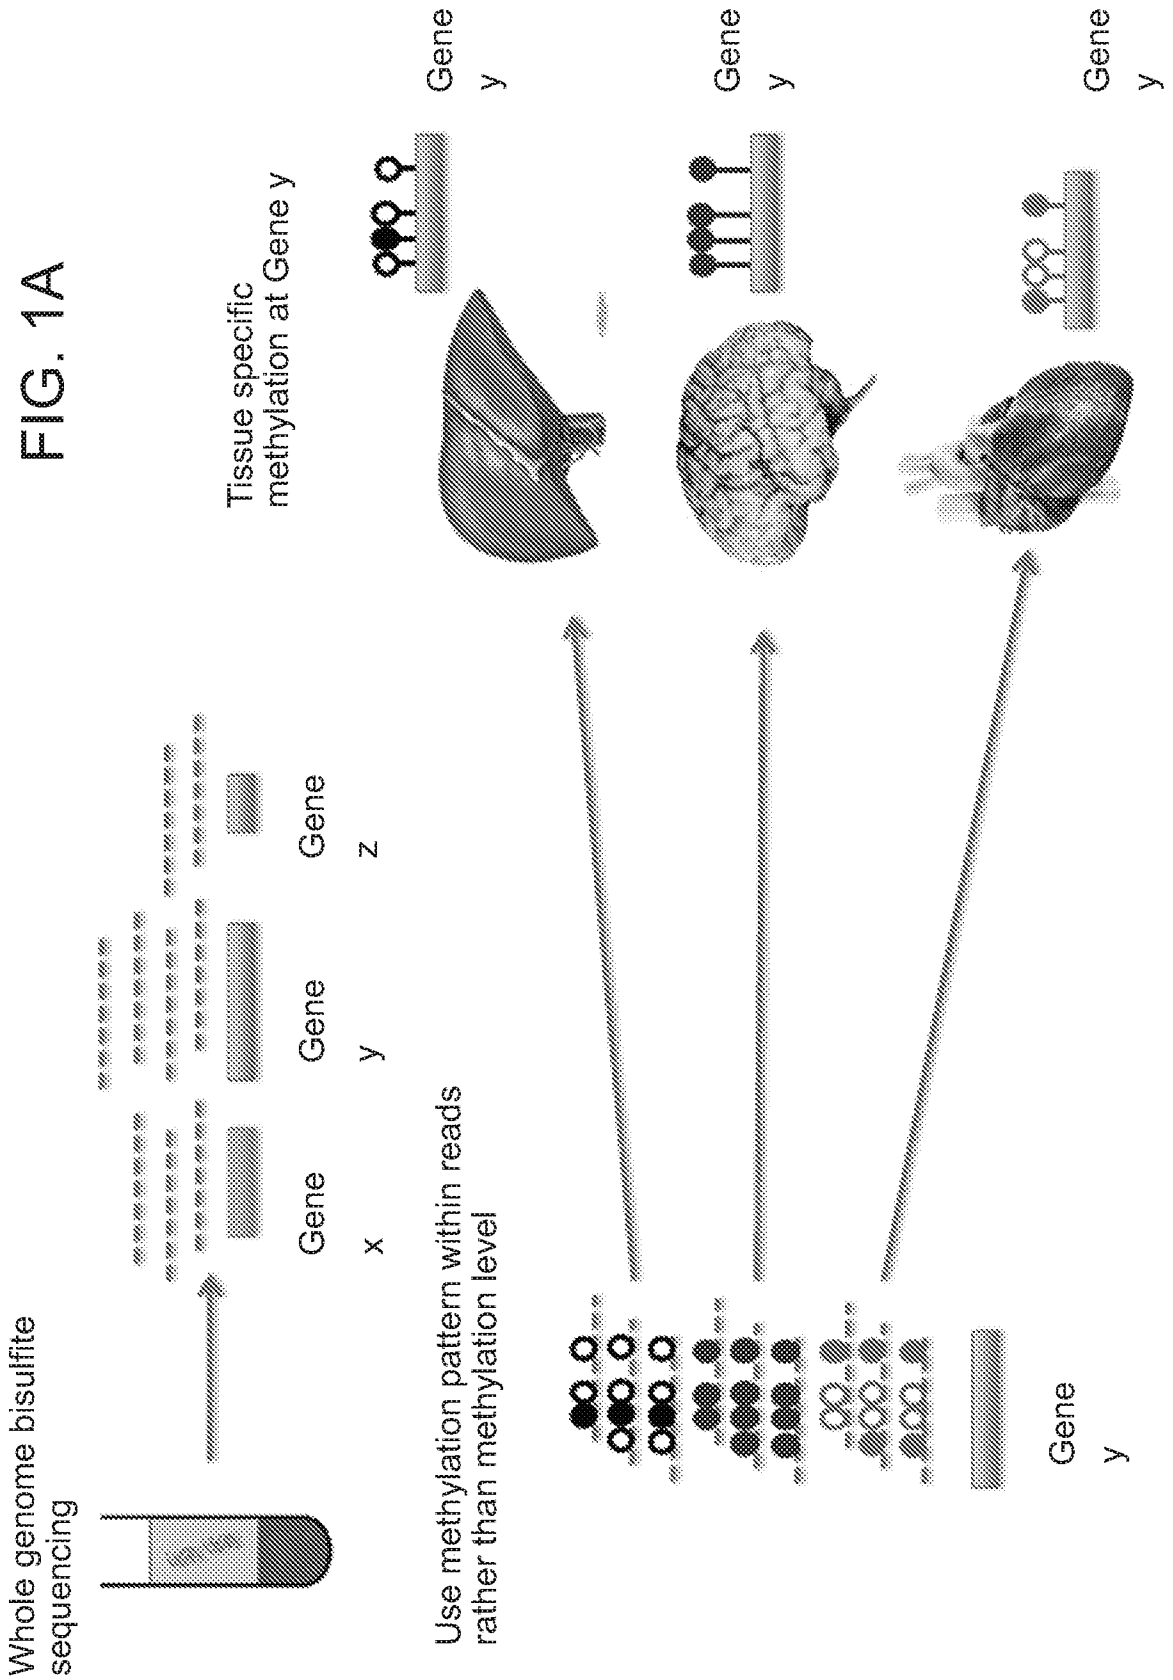 FIG. 1A
Whole genome bisulfite
sequencing
Gene
x
Gene
y
Gene
z
Tissue specific
methylation at Gene y
Use methylation pattern within reads
rather than methylation level
Gene
y
Gene
y
Gene
y
Gene
y